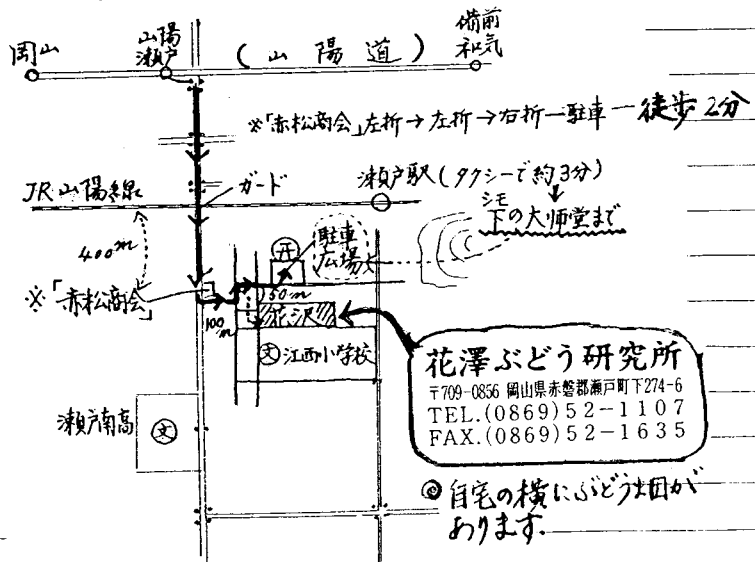 岡山
山陽
瀬戸
(山陽道)
備前
和気
※「赤松商会」左折→左折→右折—駐車—徒歩2分
JR山陽本線
ガード
瀬戸駅(タクシーで約3分)
シモ
下の大師堂まで
400m
駐車
広場
※「赤松商会」
100m
50m
花沢
文 江西小学校
瀬戸南高
文
花澤ぶどう研究所
〒709-0856 岡山県赤磐郡瀬戸町下274-6
TEL.(0869)52-1107
FAX.(0869)52-1635
◎自宅の横にぶどう畑が
あります.